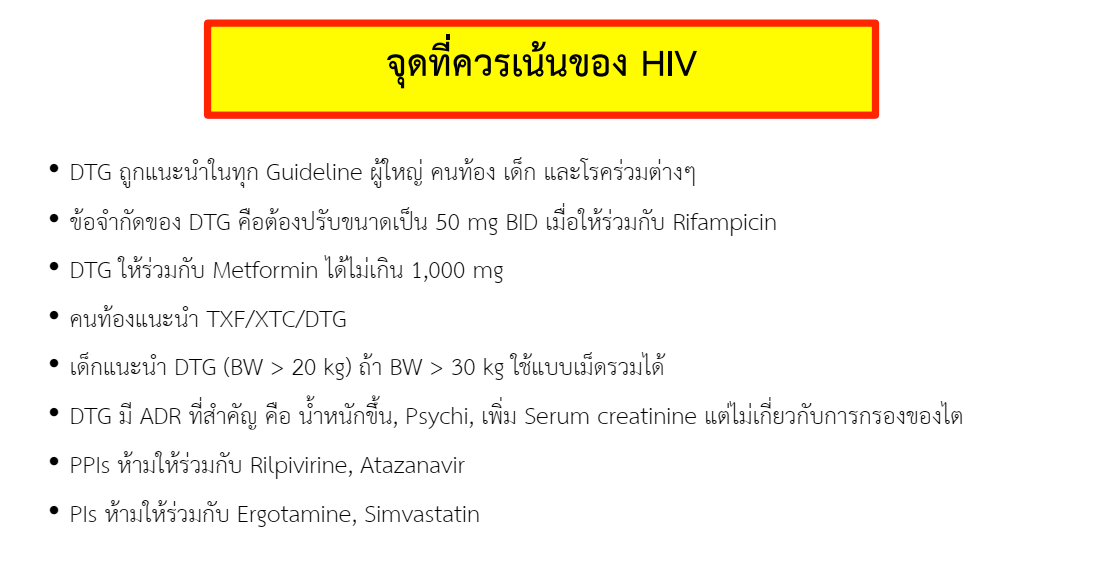 จุดที่ควรเน้นของ HIV
• DTG ถูกแนะนำในทุก Guideline ผู้ใหญ่ คนท้อง เด็ก และโรคร่วมต่างๆ
• ข้อจำกัดของ DTG คือต้องปรับขนาดเป็น 50 mg BID เมื่อให้ร่วมกับ Rifampicin
• DTG ให้ร่วมกับ Metformin ได้ไม่เกิน 1,000 mg
• คนท้องแนะนำ TXF/XTC/DTG
• เด็กแนะนำ DTG (BW > 20 kg) ถ้า BW > 30 kg ใช้แบบเม็ดรวมได้
• DTG มี ADR ที่สำคัญ คือ น้ำหนักขึ้น, Psychi, เพิ่ม Serum creatinine แต่ไม่เกี่ยวกับการกรองของไต
• PPIs ห้ามให้ร่วมกับ Rilpivirine, Atazanavir
• PIs ห้ามให้ร่วมกับ Ergotamine, Simvastatin